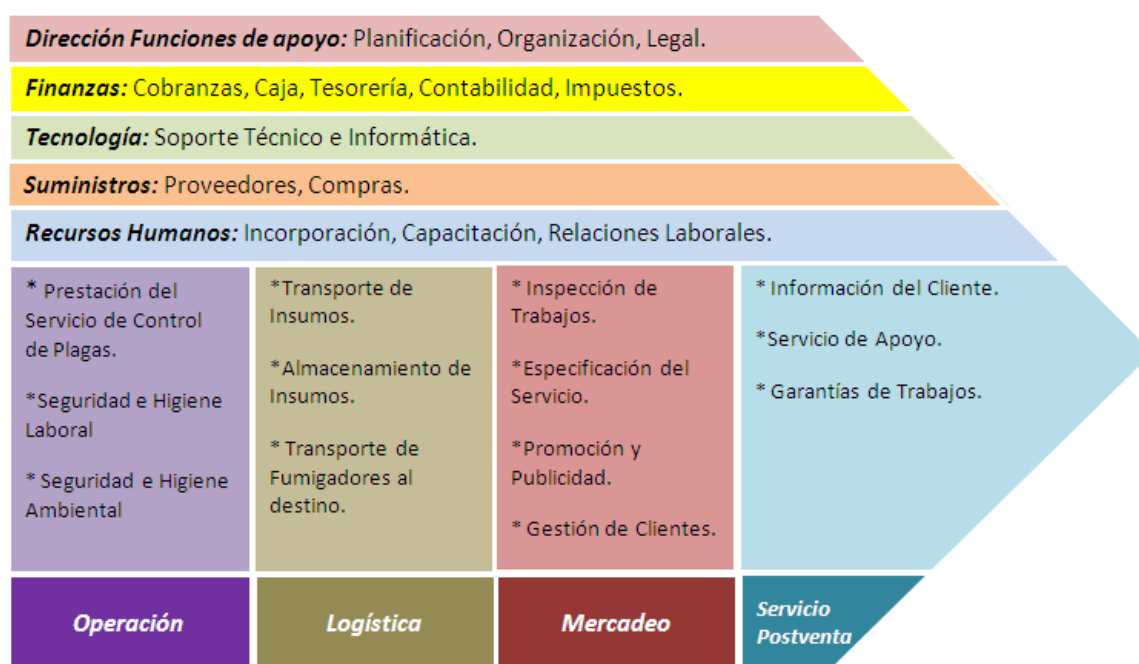 Dirección Funciones de apoyo: Planificación, Organización, Legal.
Finanzas: Cobranzas, Caja, Tesorería, Contabilidad, Impuestos.
Tecnología: Soporte Técnico e Informática.
Suministros: Proveedores, Compras.
Recursos Humanos: Incorporación, Capacitación, Relaciones Laborales.
* Prestación del
Servicio de Control
de Plagas.
*Seguridad e Higiene
Laboral
* Seguridad e Higiene
Ambiental
*Transporte de
Insumos.
*Almacenamiento de
Insumos.
* Transporte de
Fumigadores al
destino.
* Inspección de
Trabajos.
*Especificación del
Servicio.
*Promoción y
Publicidad.
* Gestión de Clientes.
* Información del Cliente.
*Servicio de Apoyo.
* Garantías de Trabajos.
Operación
Logística
Mercadeo
Servicio
Postventa